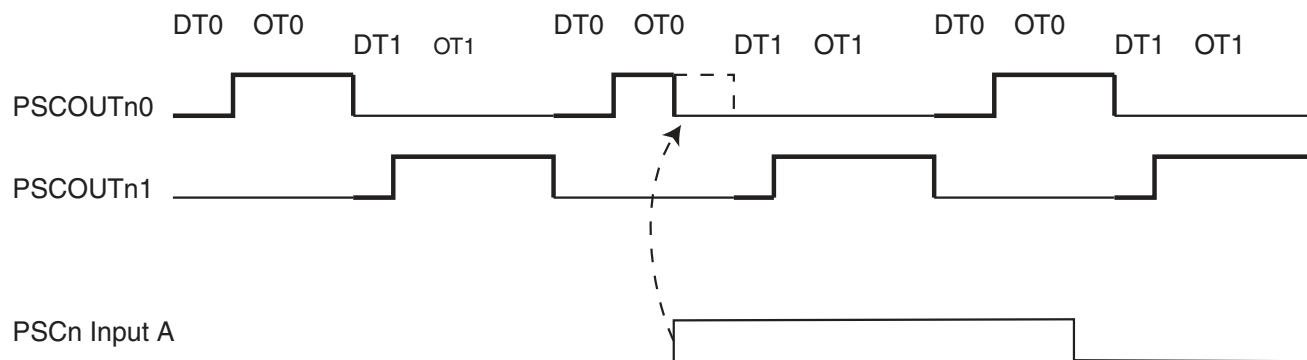 DT0 OT0 DT0 OT0 DT0 OT0
DT1 OT1 DT1 OT1 DT1 OT1
PSCOUTn0
PSCOUTn1
PSCn Input A